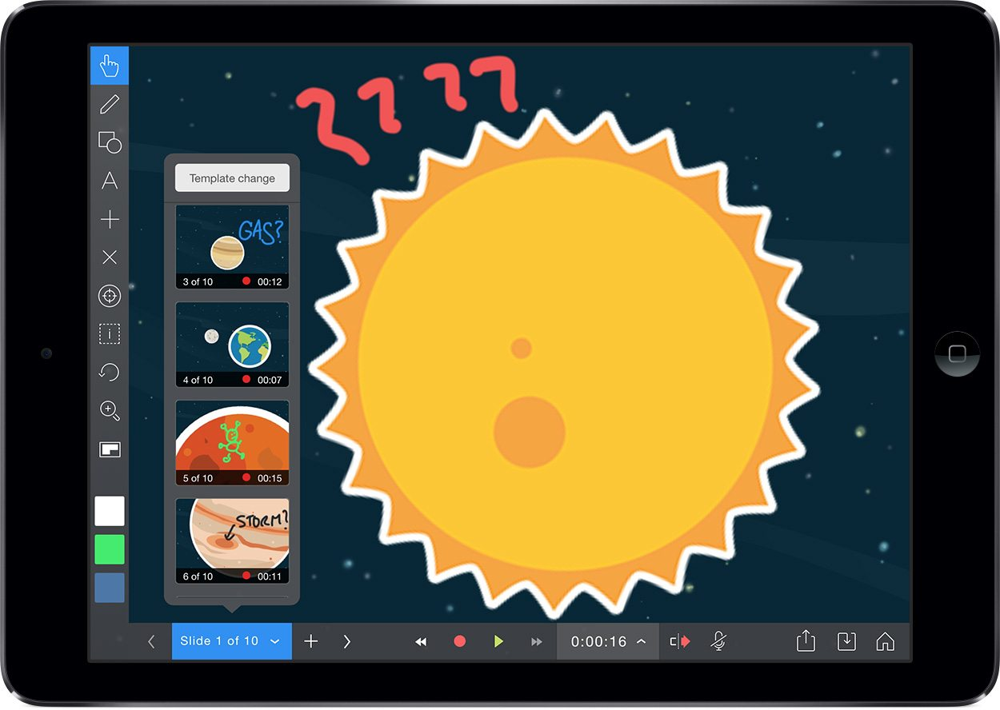 A
i
Template change
GAS?
3 of 10 00:12
4 of 10 00:07
5 of 10 00:15
STORM?
6 of 10 00:11
Slide 1 of 10
0:00:16